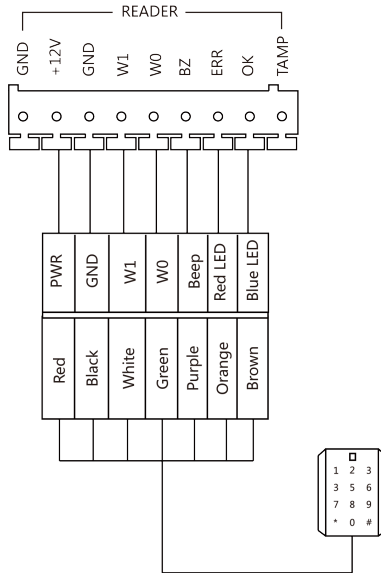 READER
GND +12V GND W1 W0 BZ ERR OK TAMP
PWR GND W1 W0 Beep Red LED Blue LED
Red Black White Green Purple Orange Brown
1 2 3
3 5 6
7 8 9
* 0 #